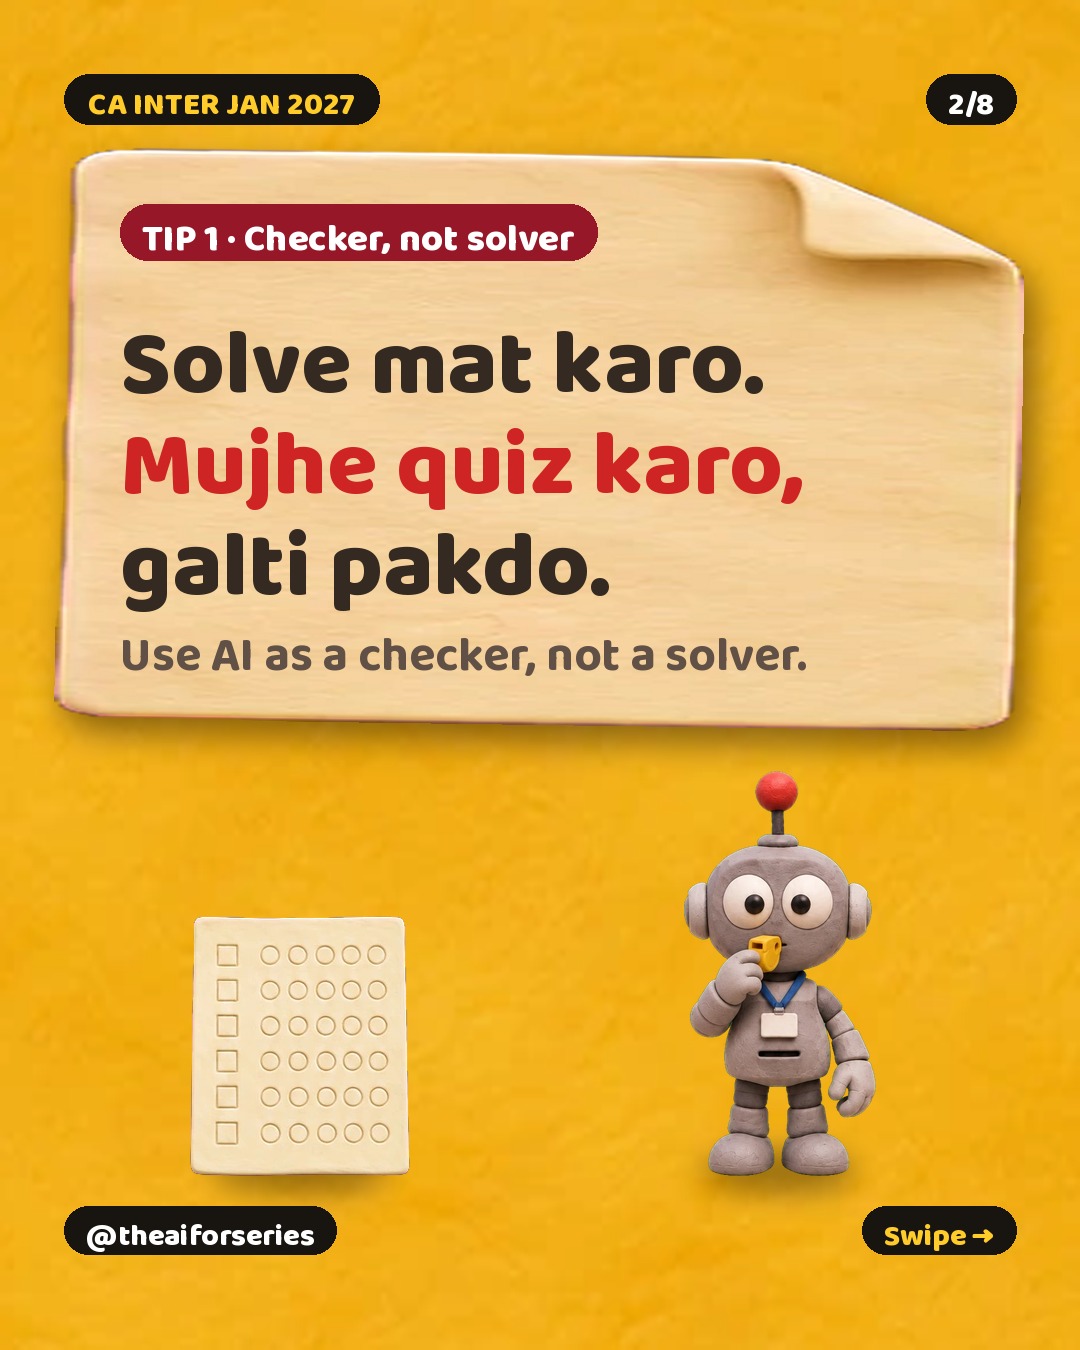 CA INTER JAN 2027
2/8
TIP 1 · Checker, not solver
Solve mat karo.
Mujhe quiz karo,
galti pakdo.
Use AI as a checker, not a solver.
@theaiforseries
Swipe →